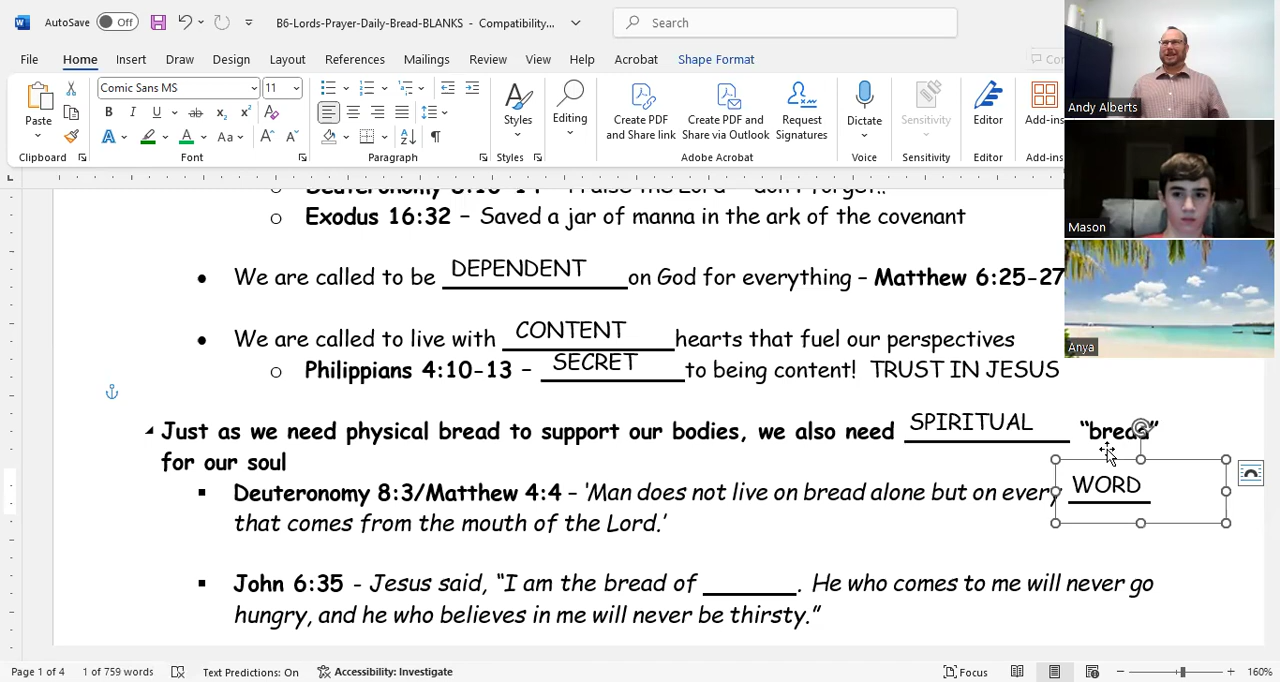 AutoSave Off B6-Lords-Prayer-Daily-Bread-BLANKS - Compatibility... Search
File Home Insert Draw Design Layout References Mailings Review View Help Acrobat Shape Format
Comic Sans MS 11
Paste Styles Editing Create PDF and Share link Create PDF and Share via Outlook Request Signatures Dictate Sensitivity Editor Add-ins
Clipboard Font Paragraph Styles Adobe Acrobat Voice Sensitivity Editor Add-ins
Andy Alberts
Mason
Anya
o Exodus 16:32 – Saved a jar of manna in the ark of the covenant
• We are called to be DEPENDENT on God for everything – Matthew 6:25-27
• We are called to live with CONTENT hearts that fuel our perspectives
o Philippians 4:10-13 – SECRET to being content! TRUST IN JESUS
Just as we need physical bread to support our bodies, we also need SPIRITUAL “bread”
for our soul
▪ Deuteronomy 8:3/Matthew 4:4 – ‘Man does not live on bread alone but on every WORD
that comes from the mouth of the Lord.’
▪ John 6:35 - Jesus said, “I am the bread of ________. He who comes to me will never go
hungry, and he who believes in me will never be thirsty.”
Page 1 of 4 1 of 759 words Text Predictions: On Accessibility: Investigate Focus 160%